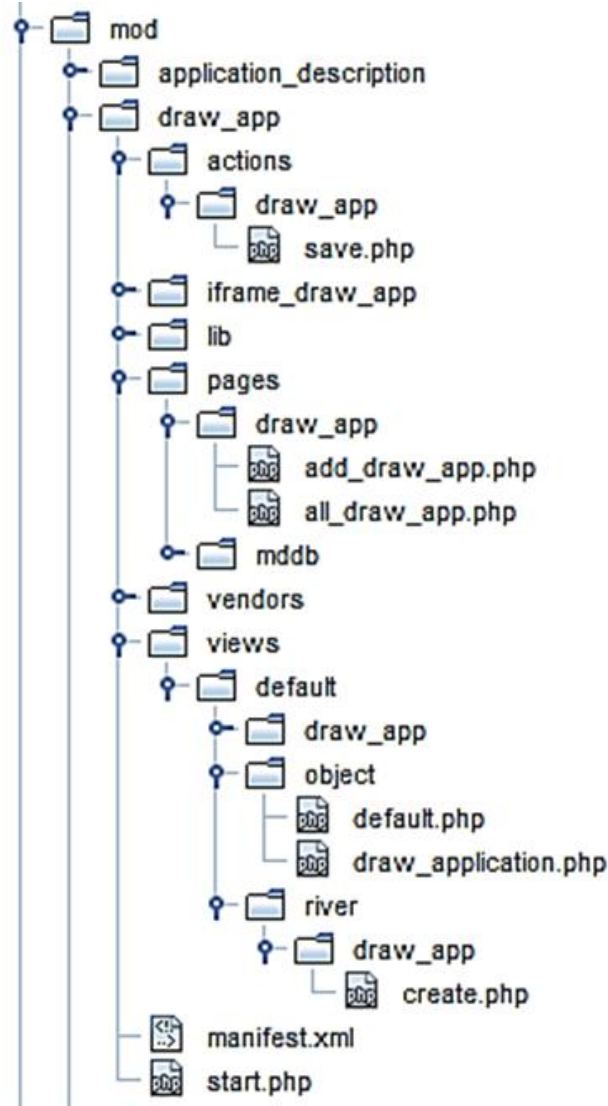 mod
application_description
draw_app
actions
draw_app
save.php
iframe_draw_app
lib
pages
draw_app
add_draw_app.php
all_draw_app.php
mddb
vendors
views
default
draw_app
object
default.php
draw_application.php
river
draw_app
create.php
manifest.xml
start.php